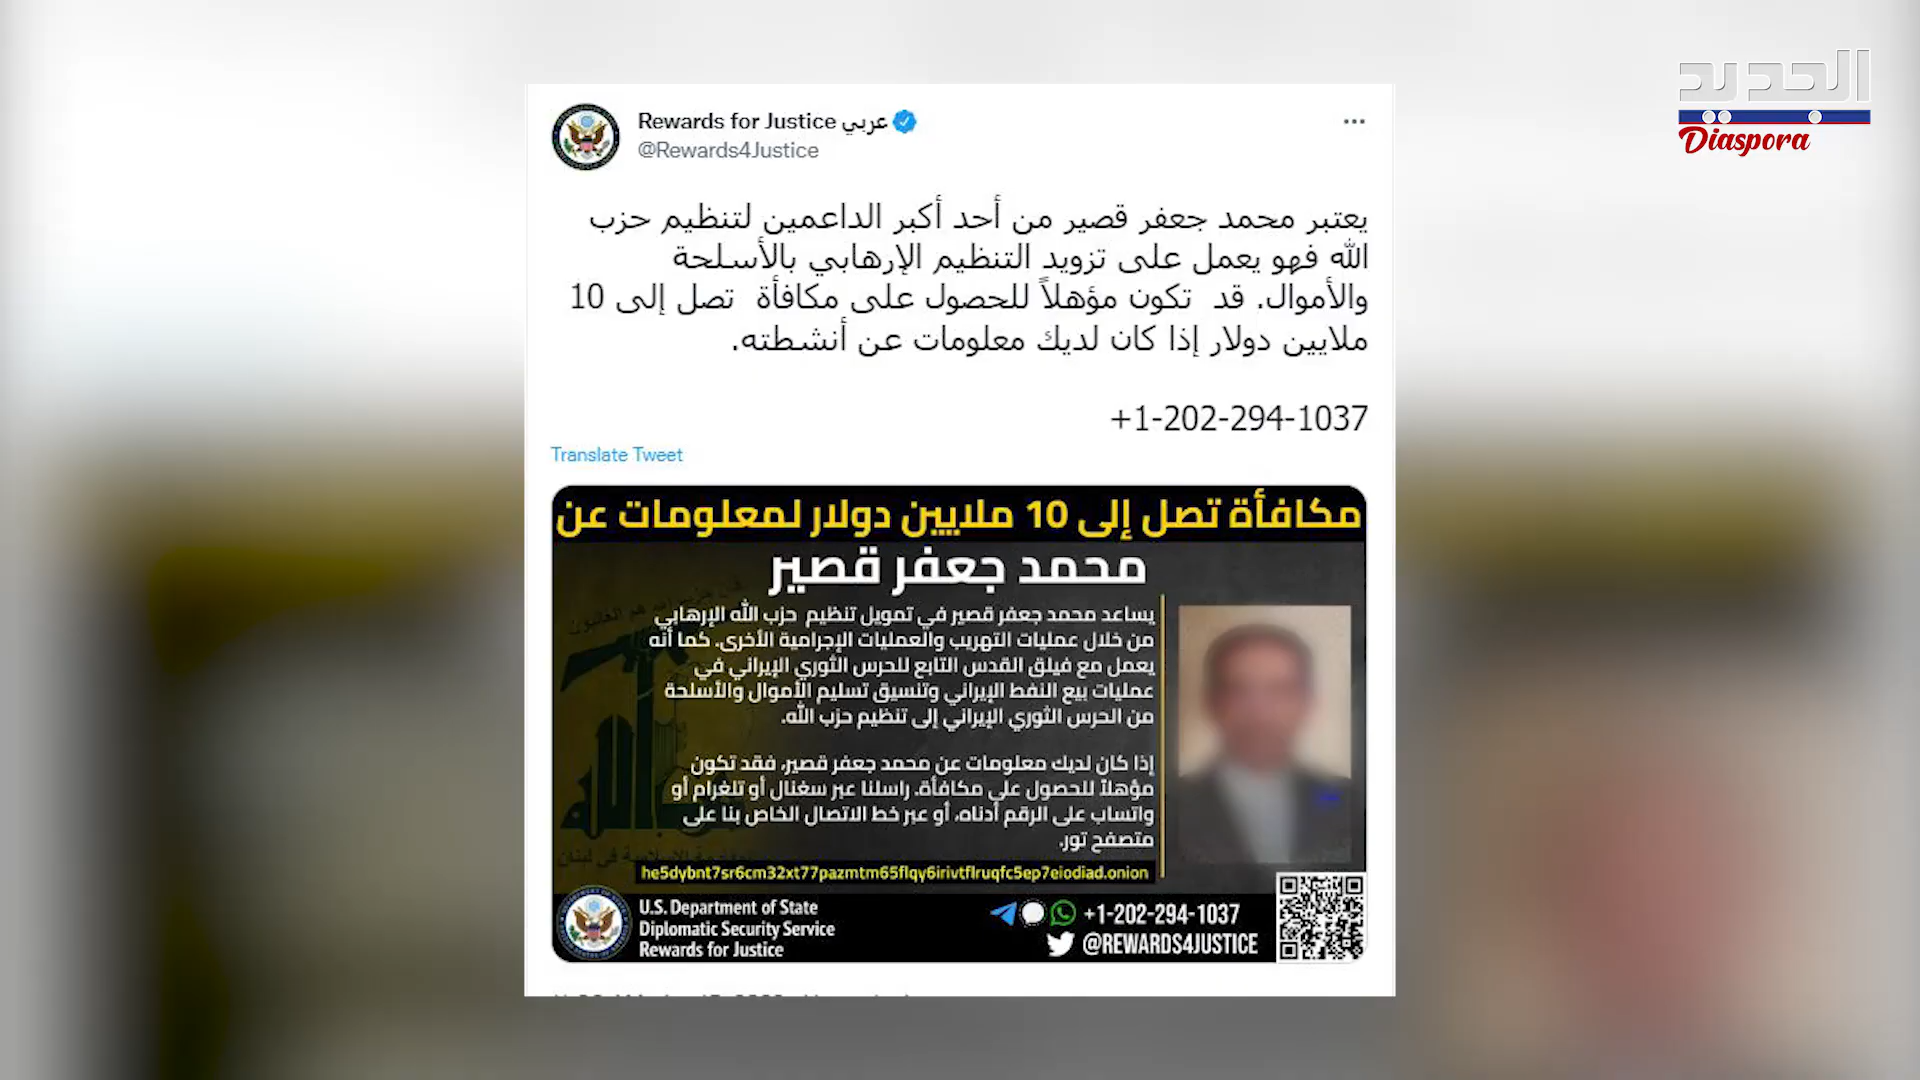 الجديد
Diaspora
Rewards for Justice عربي
@Rewards4Justice
يعتبر محمد جعفر قصير من أحد أكبر الداعمين لتنظيم حزب
الله فهو يعمل على تزويد التنظيم الإرهابي بالأسلحة
والأموال. قد تكون مؤهلاً للحصول على مكافأة تصل إلى 10
ملايين دولار إذا كان لديك معلومات عن أنشطته.
+1-202-294-1037
Translate Tweet
مكافأة تصل إلى 10 ملايين دولار لمعلومات عن
محمد جعفر قصير
يساعد محمد جعفر قصير في تمويل تنظيم حزب الله الإرهابي
من خلال عمليات التهريب والعمليات الإجرامية الأخرى. كما أنه
يعمل مع فيلق القدس التابع للحرس الثوري الإيراني في
عمليات بيع النفط الإيراني وتنسيق تسليم الأموال والأسلحة
من الحرس الثوري الإيراني إلى تنظيم حزب الله.
إذا كان لديك معلومات عن محمد جعفر قصير، فقد تكون
مؤهلاً للحصول على مكافأة. راسلنا عبر سغنال أو تلغرام أو
واتساب على الرقم أدناه، أو عبر خط الاتصال الخاص بنا على
متصفح تور.
he5dybnt7sr6cm32xt77pazmtm65flqy6irivtflruqfc5ep7eiodiad.onion
U.S. Department of State
Diplomatic Security Service
Rewards for Justice
+1-202-294-1037
@REWARDS4JUSTICE